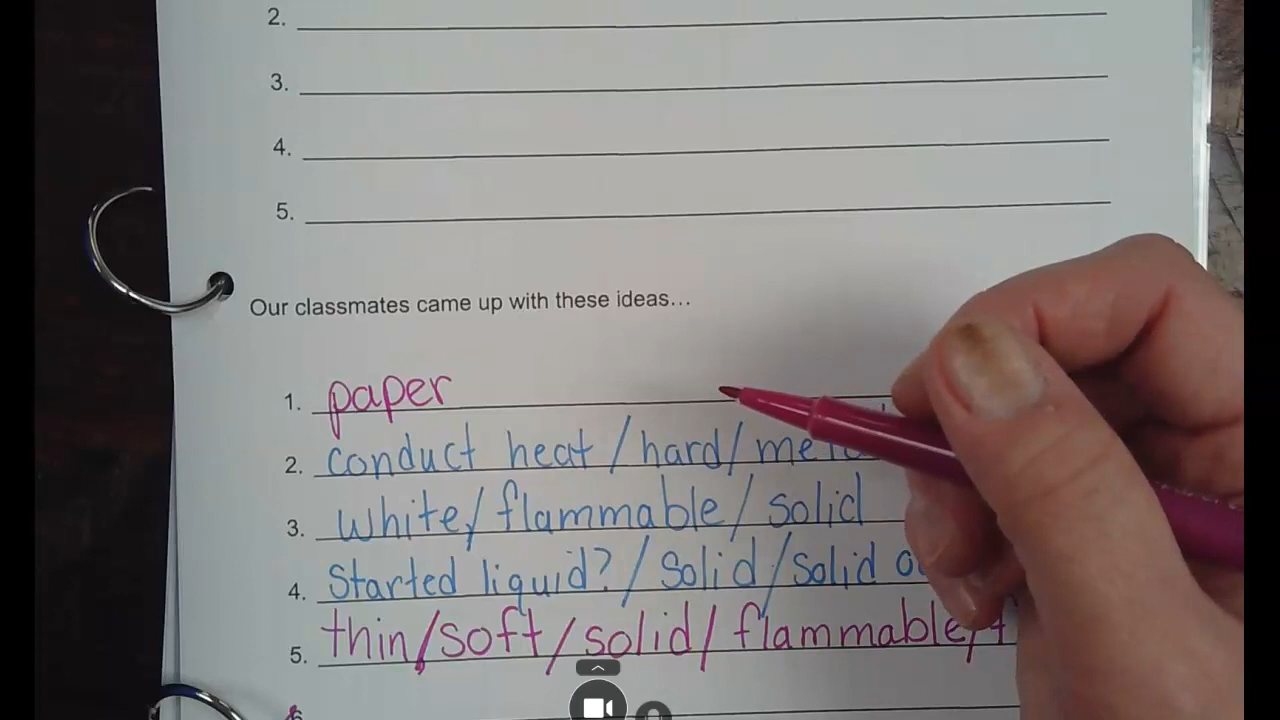 2.
3.
4.
5.
Our classmates came up with these ideas...
1. paper
2. conduct heat / hard /
3. white / flammable / solid
4. Started liquid? / Solid / solid
5. thin / soft / solid / flammable /
6